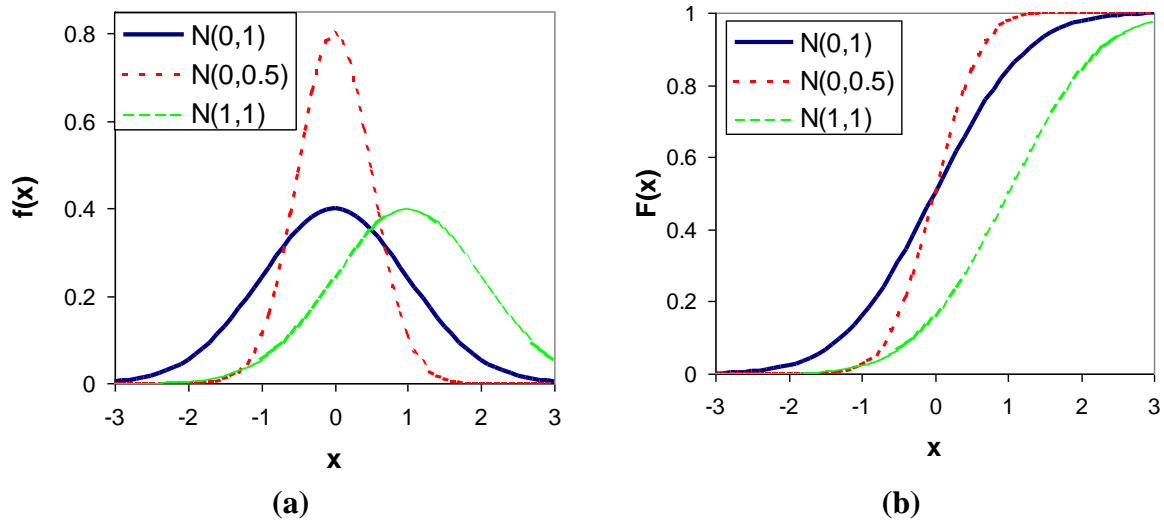 N(0,1)
N(0,0.5)
N(1,1)
0.8
0.6
0.4
0.2
0
f(x)
-3 -2 -1 0 1 2 3
x
(a)
N(0,1)
N(0,0.5)
N(1,1)
1
0.8
0.6
0.4
0.2
0
F(x)
-3 -2 -1 0 1 2 3
x
(b)